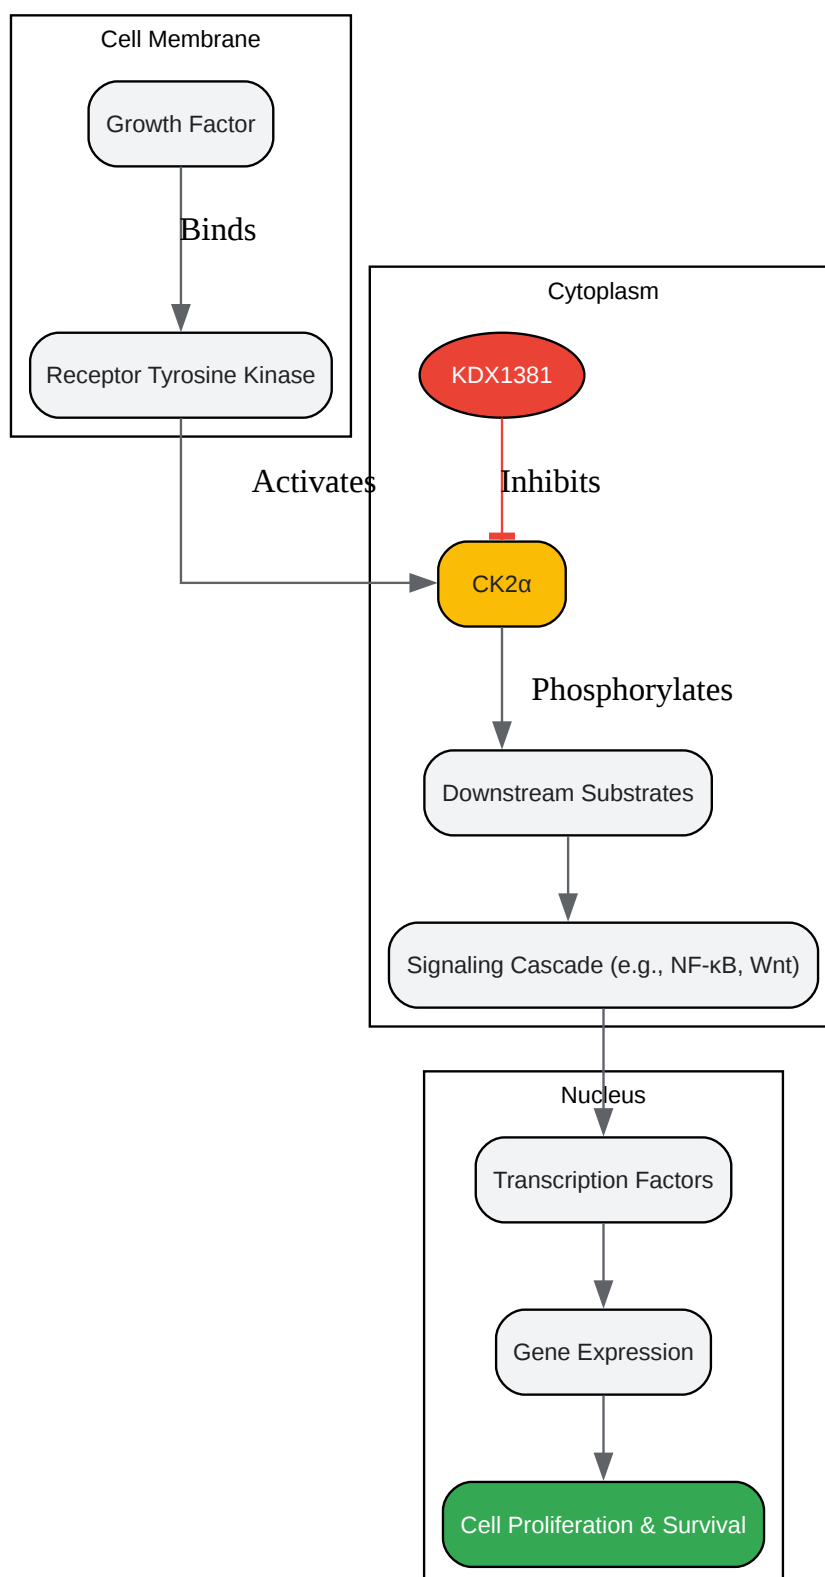 Cell Membrane
Growth Factor
Binds
Receptor Tyrosine Kinase
Cytoplasm
KDX1381
Activates
Inhibits
CK2α
Phosphorylates
Downstream Substrates
Signaling Cascade (e.g., NF-κB, Wnt)
Nucleus
Transcription Factors
Gene Expression
Cell Proliferation & Survival